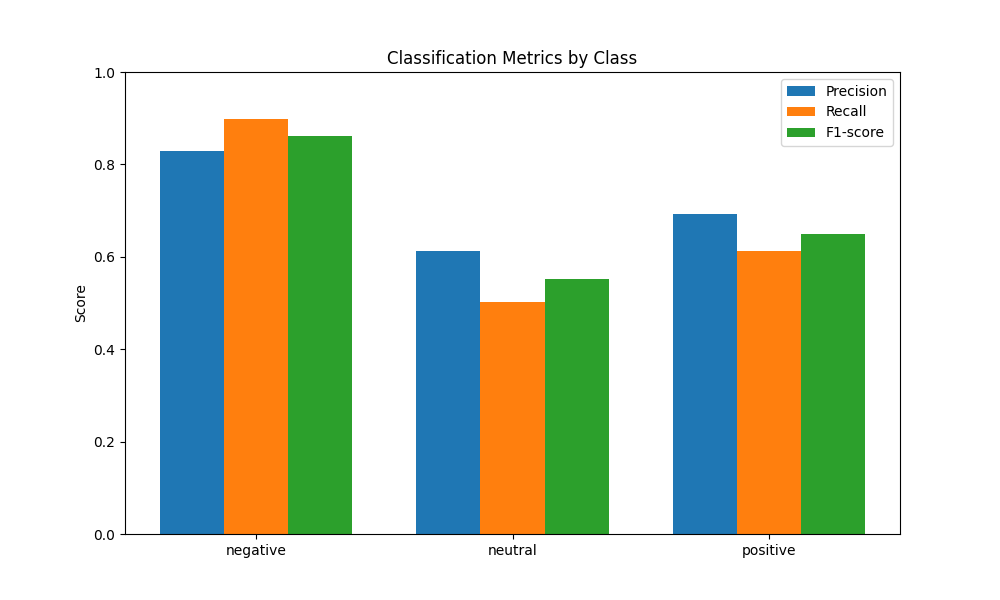 Classification Metrics by Class
Precision
Recall
F1-score
Score
1.0
0.8
0.6
0.4
0.2
0.0
negative
neutral
positive